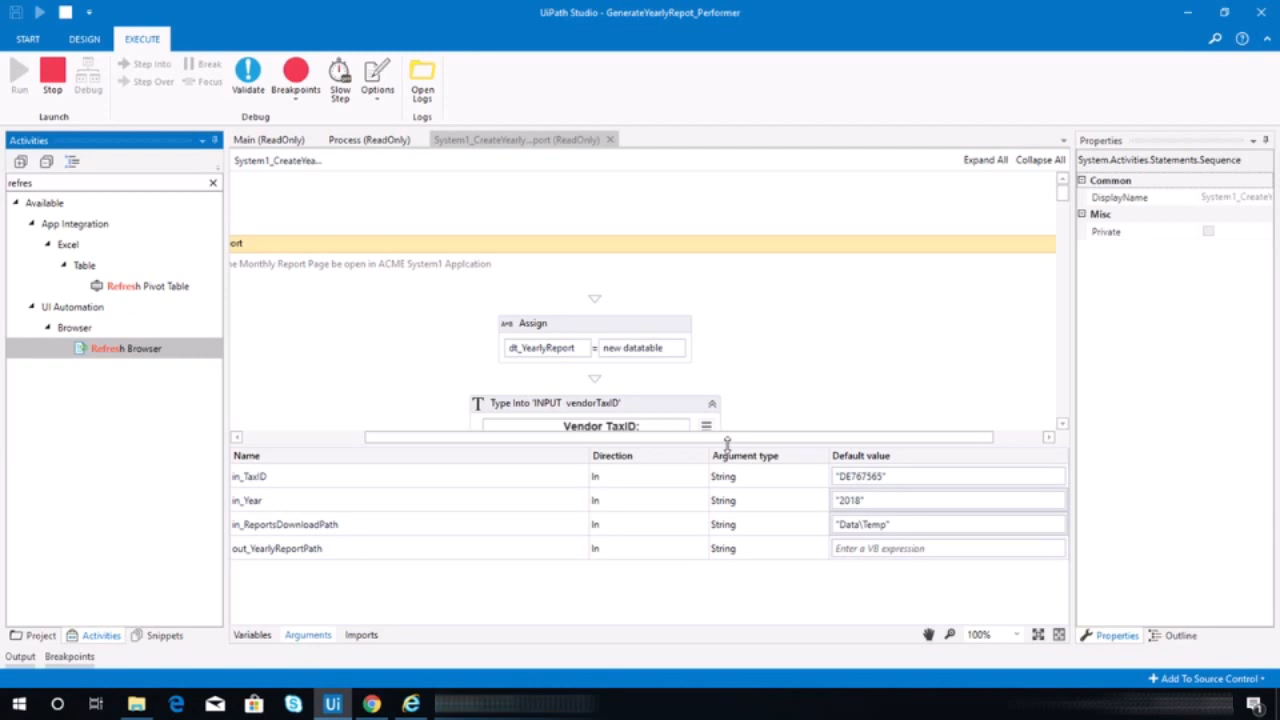 UiPath Studio - GenerateYearlyRepot_Performer
START DESIGN EXECUTE
Run Stop Debug Step Into Break Step Over Focus Validate Breakpoints Slow Step Options Open Logs
Launch Debug Logs
Activities
Main (ReadOnly) Process (ReadOnly) System1_CreateYearly...port (ReadOnly)
Properties
System1_CreateYea... Expand All Collapse All
System.Activities.Statements.Sequence
refres
Common
DisplayName System1_CreateY
Misc
Private
Available
App Integration
Excel
Table
Refresh Pivot Table
UI Automation
Browser
Refresh Browser
ort
e Monthly Report Page be open in ACME System1 Applcation
A+B Assign
dt_YearlyReport = new datatable
T Type Into 'INPUT vendorTaxID'
Vendor TaxID:
Name Direction Argument type Default value
in_TaxID In String "DE767565"
in_Year In String "2018"
in_ReportsDownloadPath In String "Data\Temp"
out_YearlyReportPath In String Enter a VB expression
Project Activities Snippets
Variables Arguments Imports 100%
Properties Outline
Output Breakpoints
Add To Source Control
Ui
1